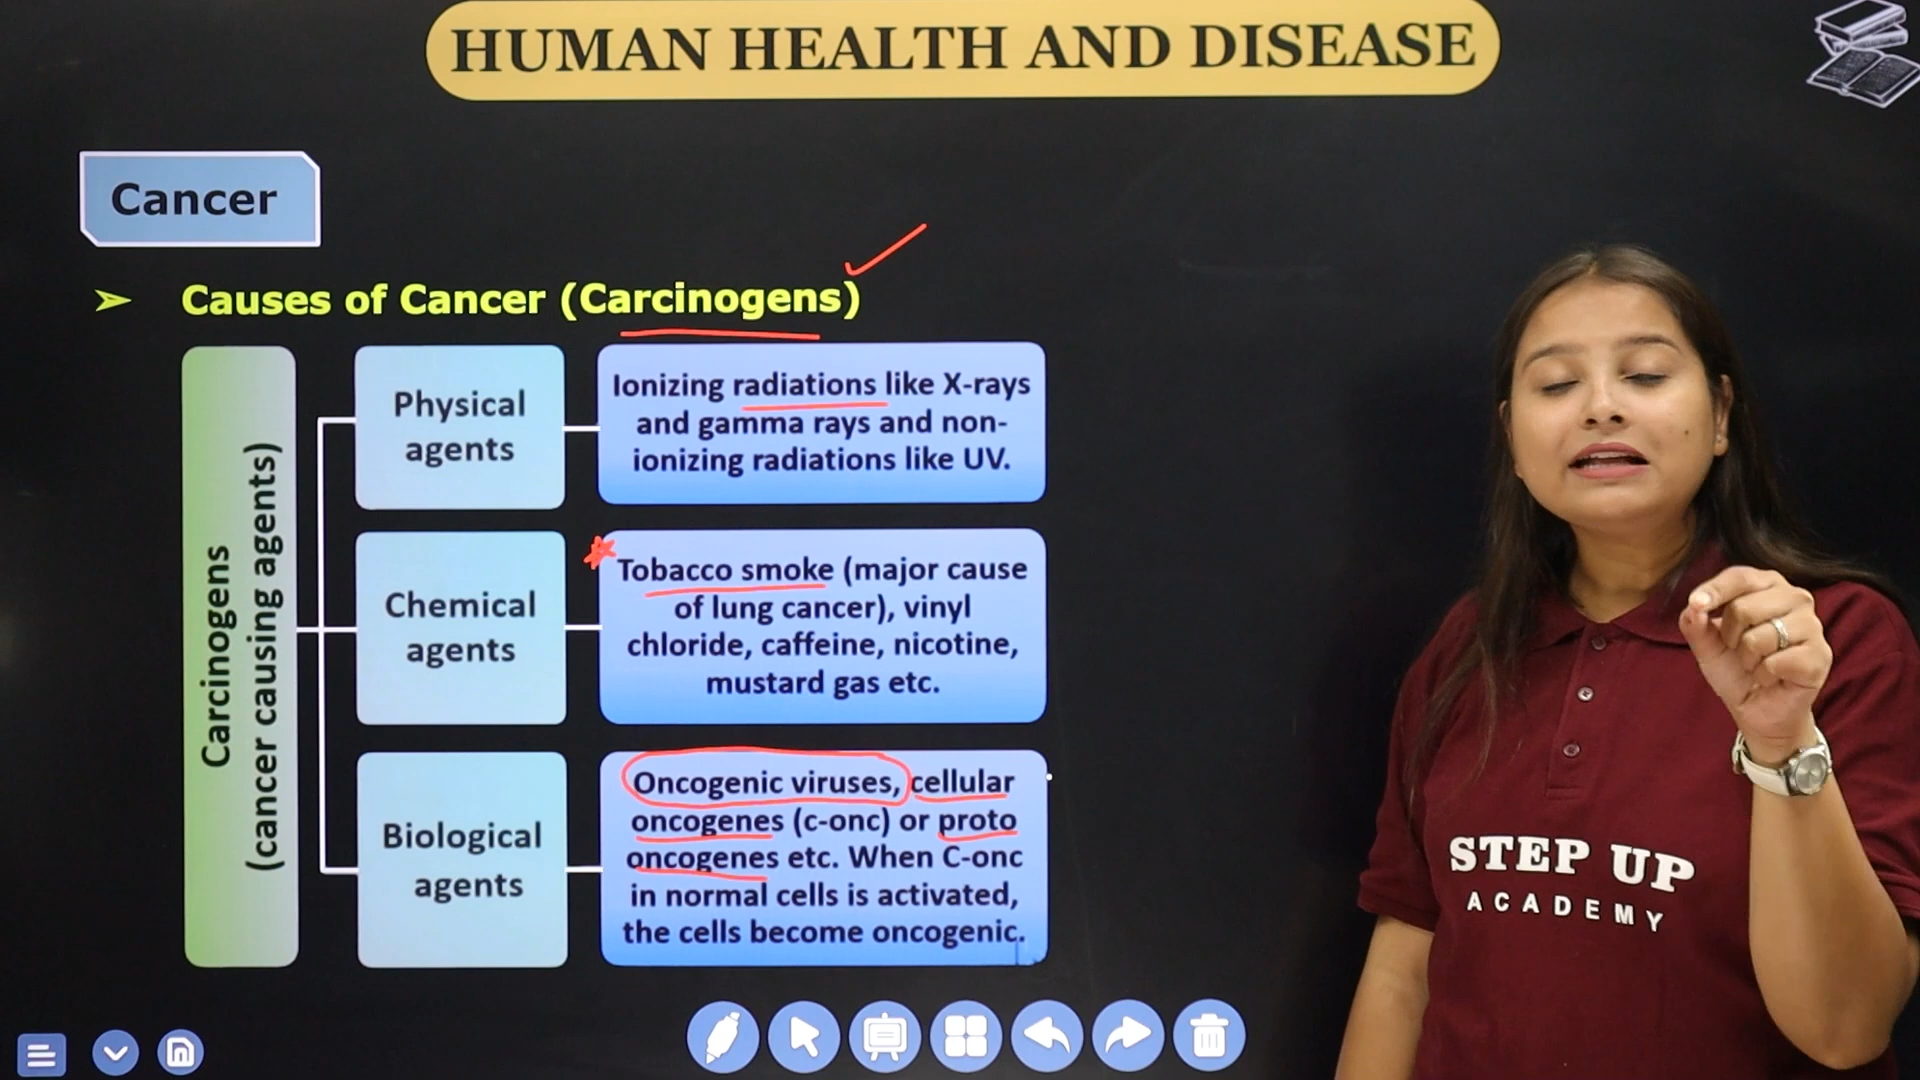 HUMAN HEALTH AND DISEASE
Cancer
➢ Causes of Cancer (Carcinogens)
Carcinogens
(cancer causing agents)
Physical
agents
Ionizing radiations like X-rays
and gamma rays and non-
ionizing radiations like UV.
Chemical
agents
Tobacco smoke (major cause
of lung cancer), vinyl
chloride, caffeine, nicotine,
mustard gas etc.
Biological
agents
Oncogenic viruses, cellular
oncogenes (c-onc) or proto
oncogenes etc. When C-onc
in normal cells is activated,
the cells become oncogenic.
STEP UP
ACADEMY